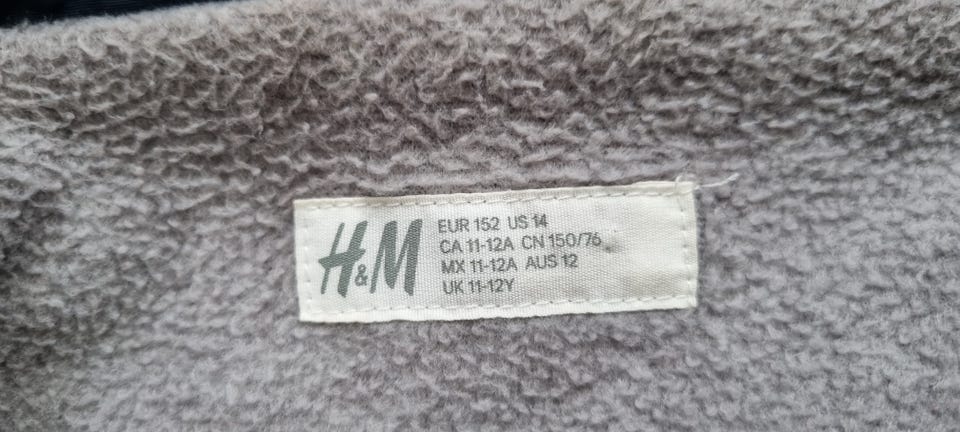 H&M
EUR 152 US 14
CA 11-12A CN 150/76
MX 11-12A AUS 12
UK 11-12Y